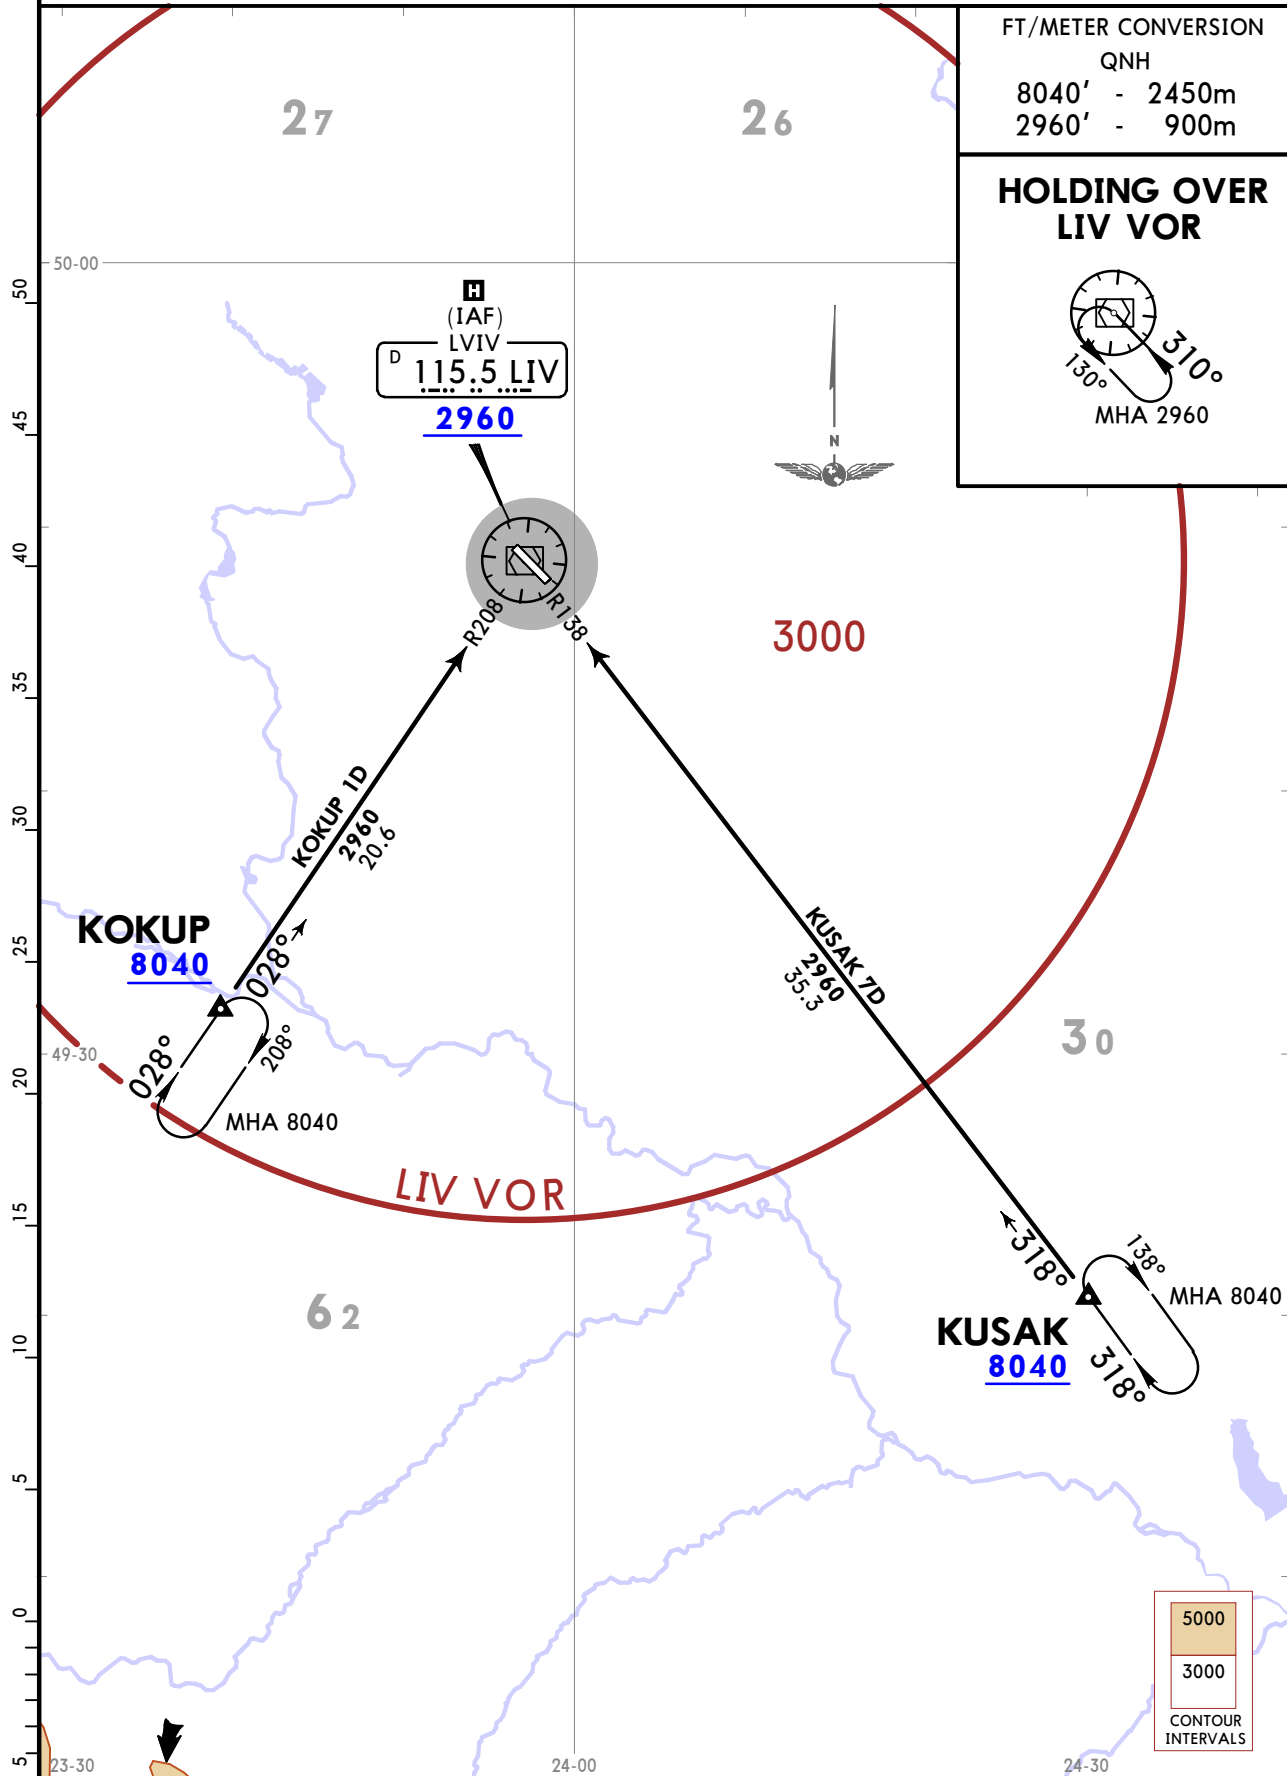 FT/METER CONVERSION
QNH
8040' - 2450m
2960' - 900m
HOLDING OVER
LIV VOR
310°
130°
MHA 2960
27
26
50-00
H
(IAF)
LVIV
D 115.5 LIV
2960
N
R208
R138
3000
KOKUP 1D
2960
20.6
KOKUP
8040
028°
028°
208°
MHA 8040
49-30
LIV VOR
KUSAK 7D
2960
35.3
30
318°
138°
MHA 8040
KUSAK
8040
318°
62
50
45
40
35
30
25
20
15
10
5
0
5
23-30
24-00
24-30
5000
3000
CONTOUR
INTERVALS